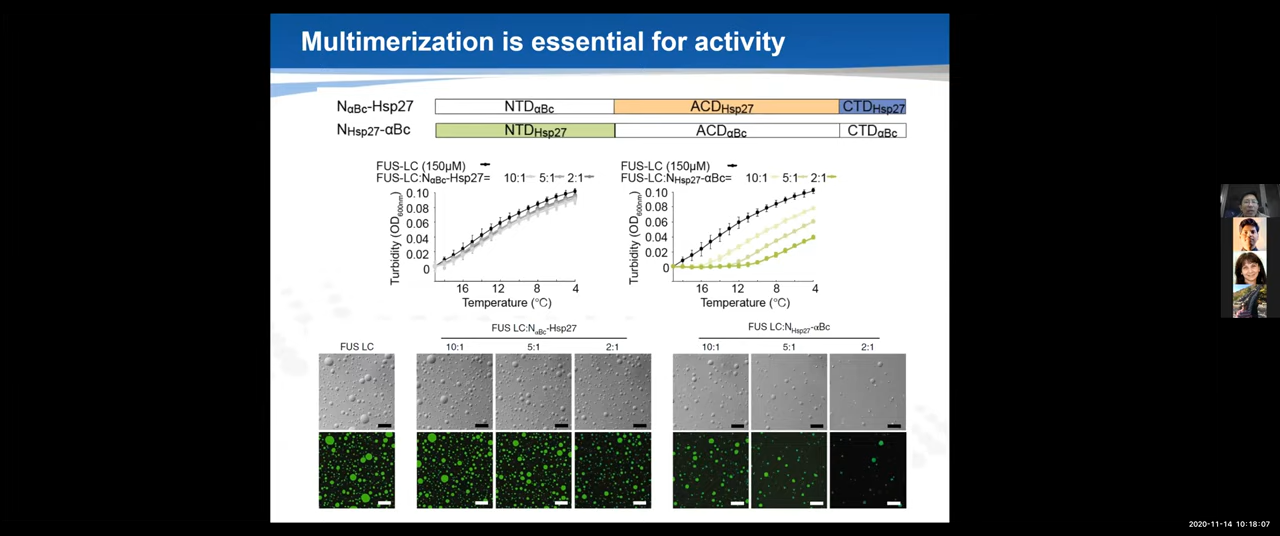 Multimerization is essential for activity
NαBc-Hsp27 NTDαBc ACDHsp27 CTDHsp27
NHsp27-αBc NTDHsp27 ACDαBc CTDαBc
FUS-LC (150µM)
FUS-LC:NαBc-Hsp27= 10:1 5:1 2:1
Turbidity (OD600nm)
0.10
0.08
0.06
0.04
0.02
0
16 12 8 4
Temperature (°C)
FUS-LC (150µM)
FUS-LC:NHsp27-αBc= 10:1 5:1 2:1
Turbidity (OD600nm)
0.10
0.08
0.06
0.04
0.02
0
16 12 8 4
Temperature (°C)
FUS LC:NαBc-Hsp27 FUS LC:NHsp27-αBc
FUS LC 10:1 5:1 2:1 10:1 5:1 2:1
2020-11-14 10:18:07